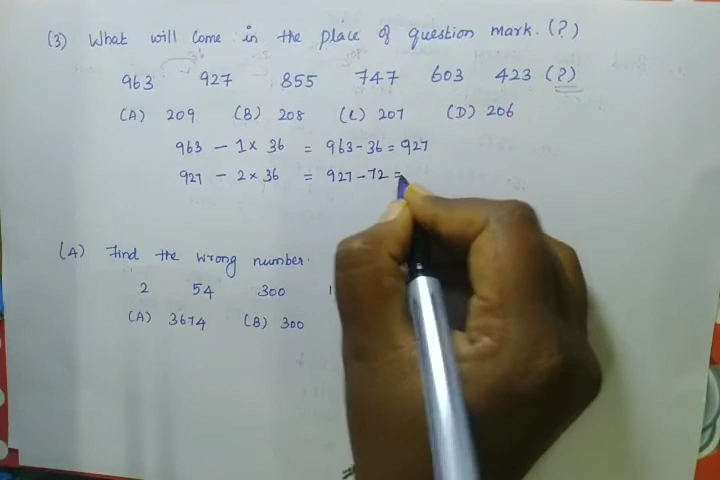 (3) What will come in the place of question mark. (?)
36
963 927 855 747 603 423 (?)
(A) 209 (B) 208 (C) 207 (D) 206
963 - 1 x 36 = 963 - 36 = 927
927 - 2 x 36 = 927 - 72 =
(4) Find the wrong number.
2 54 300 1
(A) 3674 (B) 300